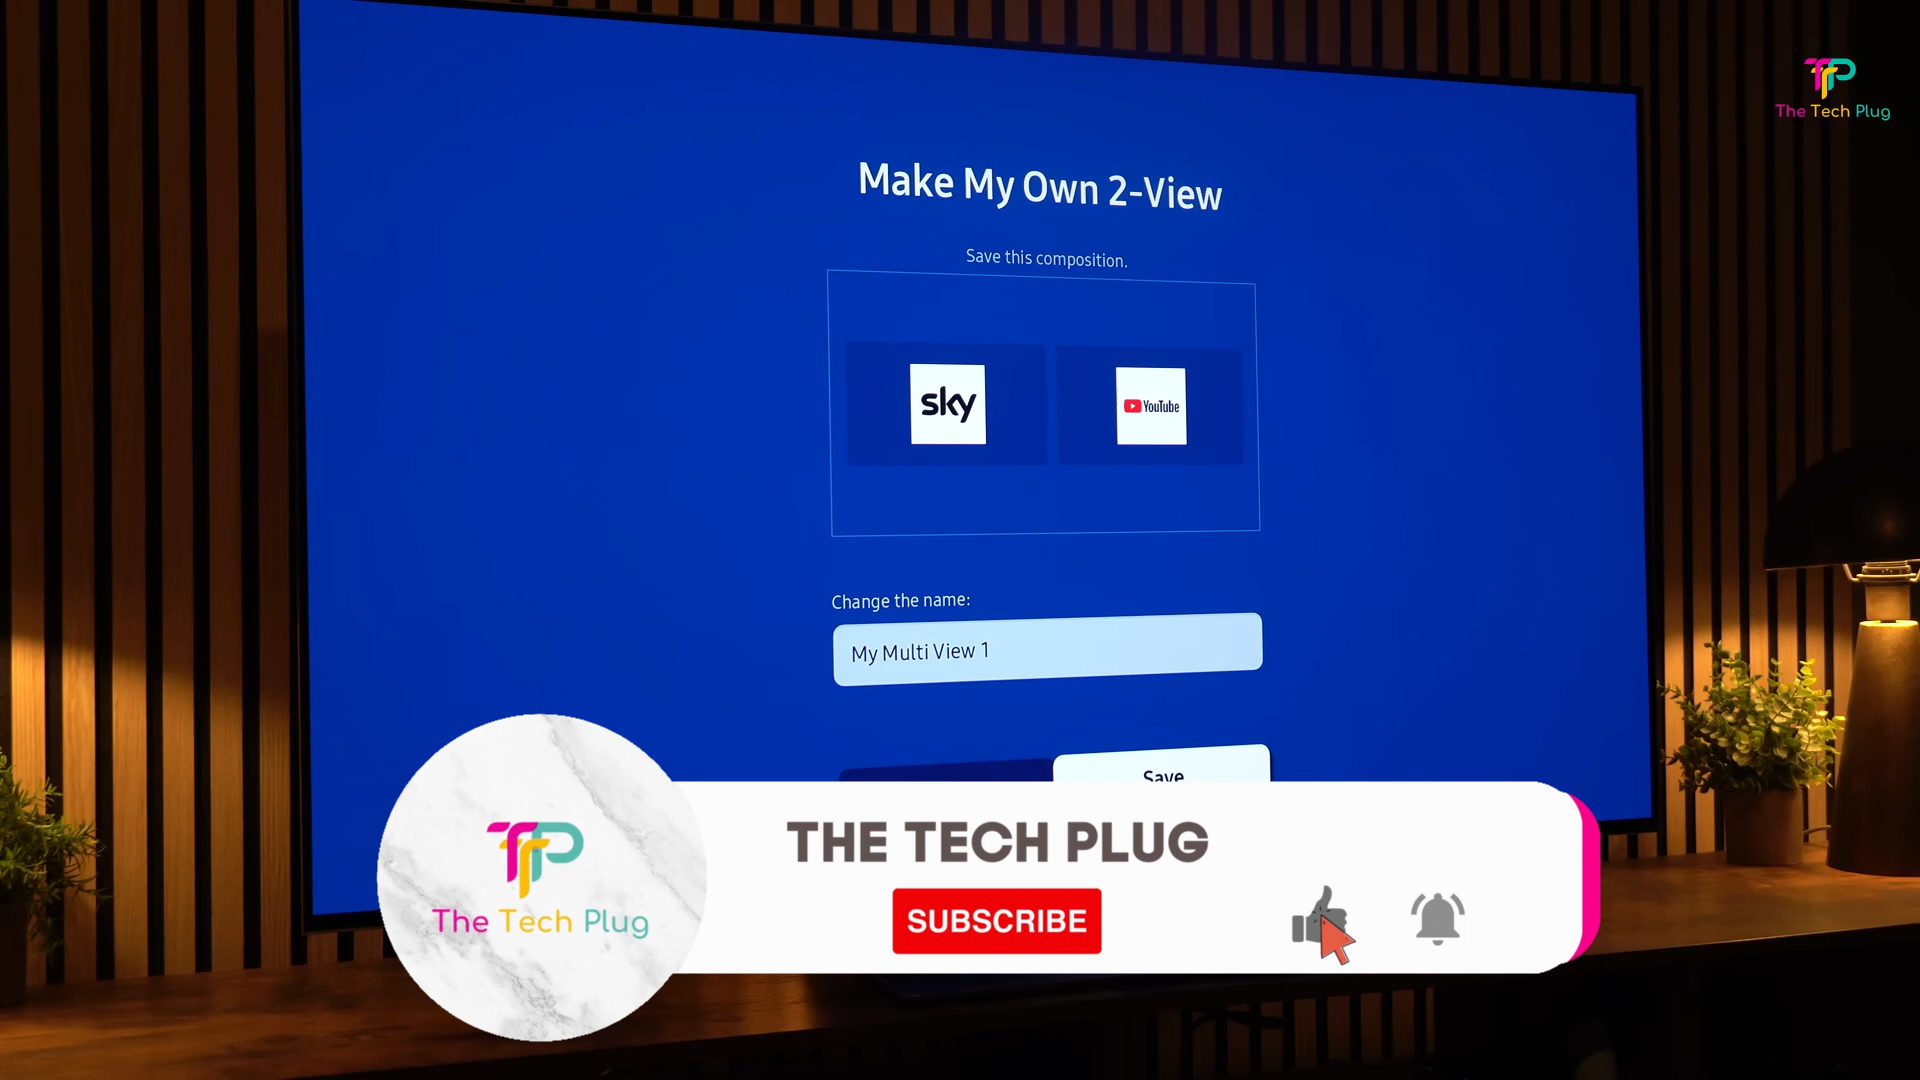 The Tech Plug
Make My Own 2-View
Save this composition.
sky
YouTube
Change the name:
My Multi View 1
Save
THE TECH PLUG
SUBSCRIBE
The Tech Plug